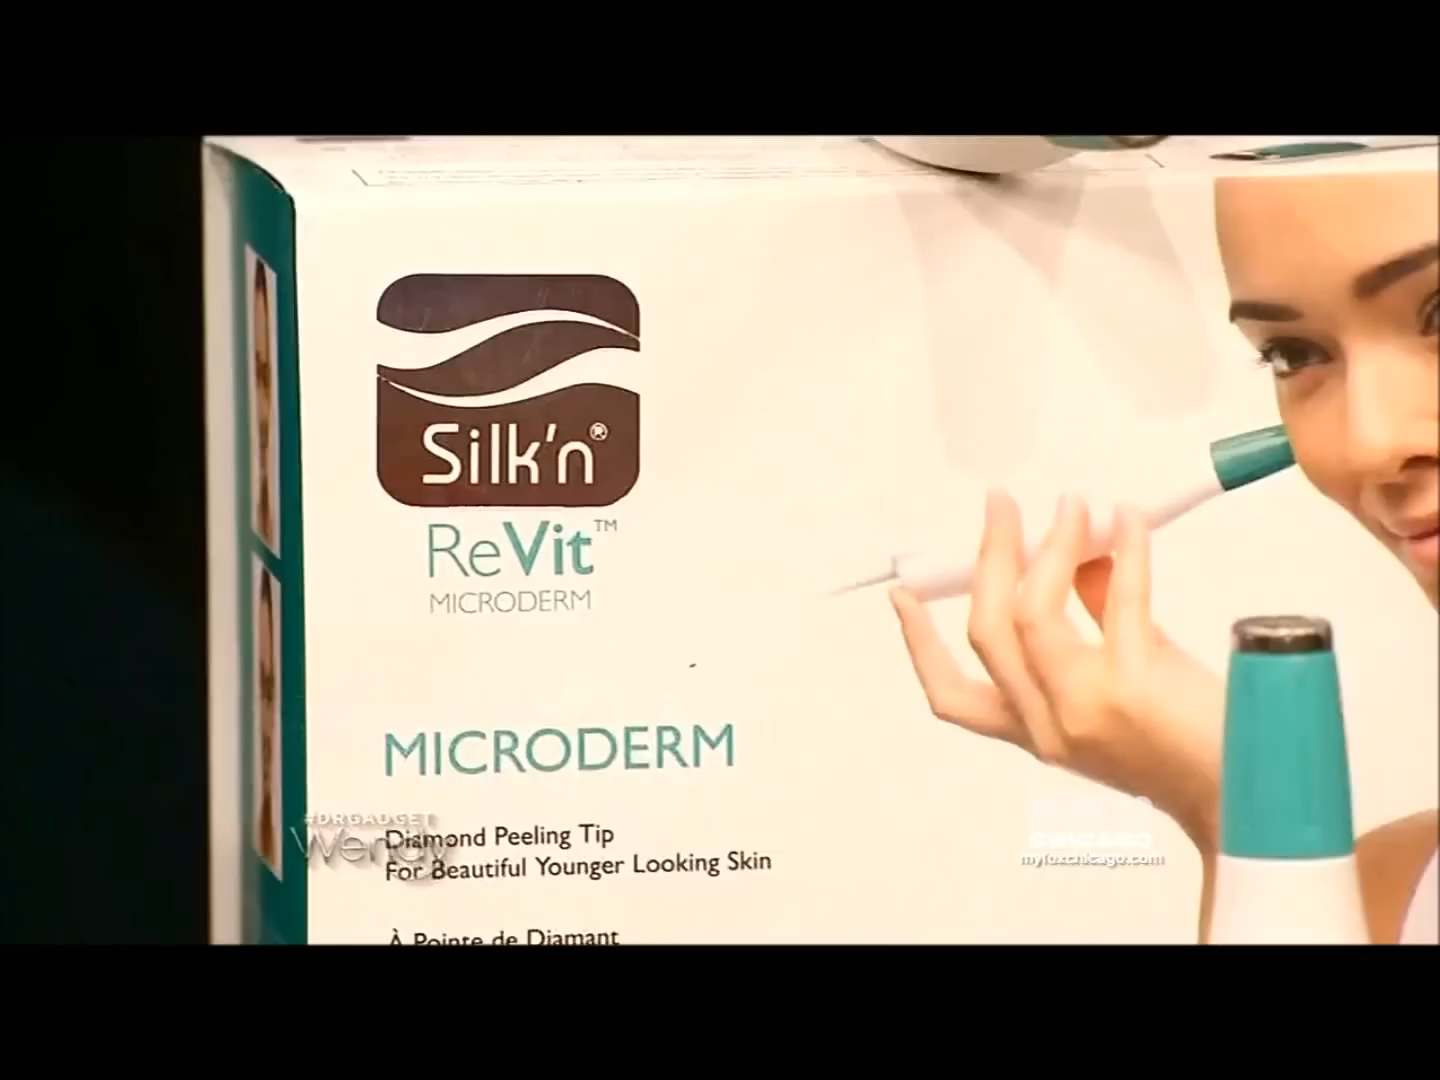 Silk'n®
ReVit™
MICRODERM
MICRODERM
#DRGADGET
Wendy
Diamond Peeling Tip
For Beautiful Younger Looking Skin
CHICAGO
myfoxchicago.com
À Pointe de Diamant